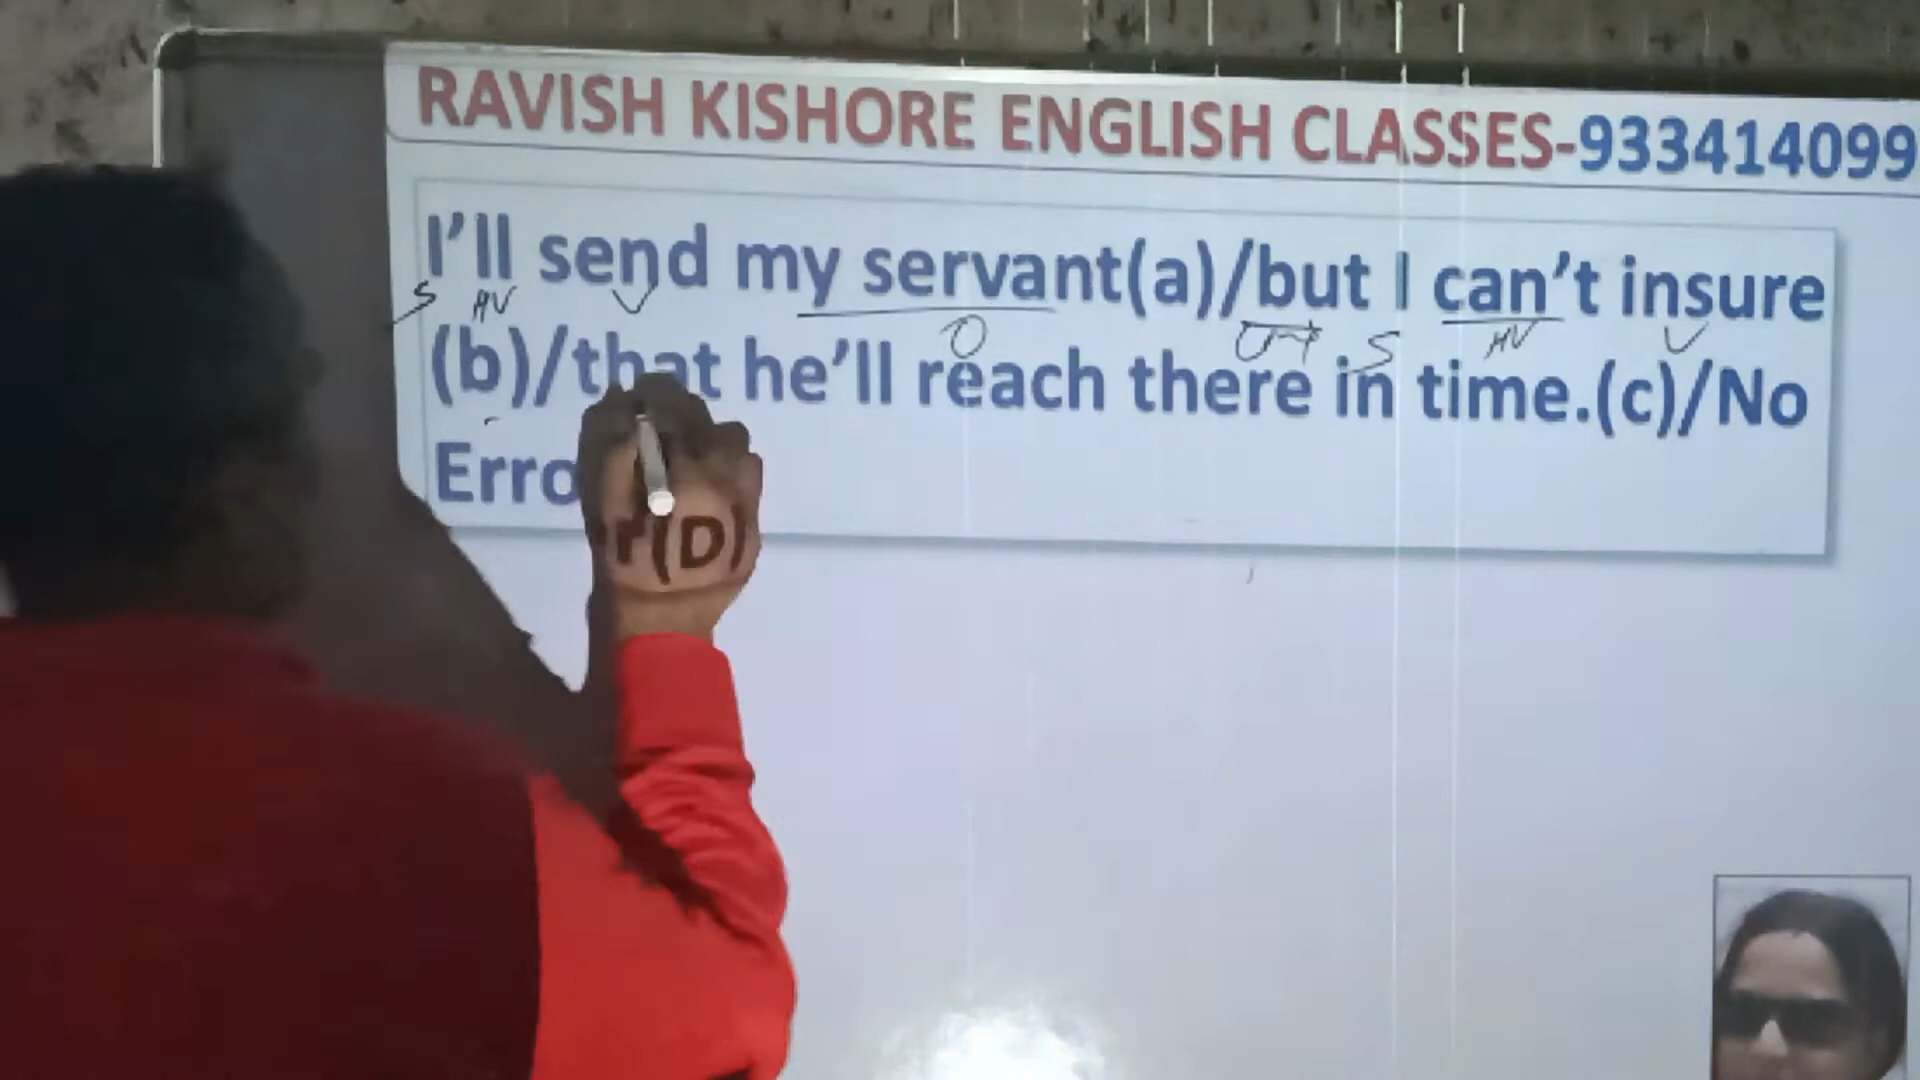 RAVISH KISHORE ENGLISH CLASSES-933414099
I'll send my servant(a)/but I can't insure
S HV V O S HV V
(b)/that he'll reach there in time.(c)/No
Error(D)